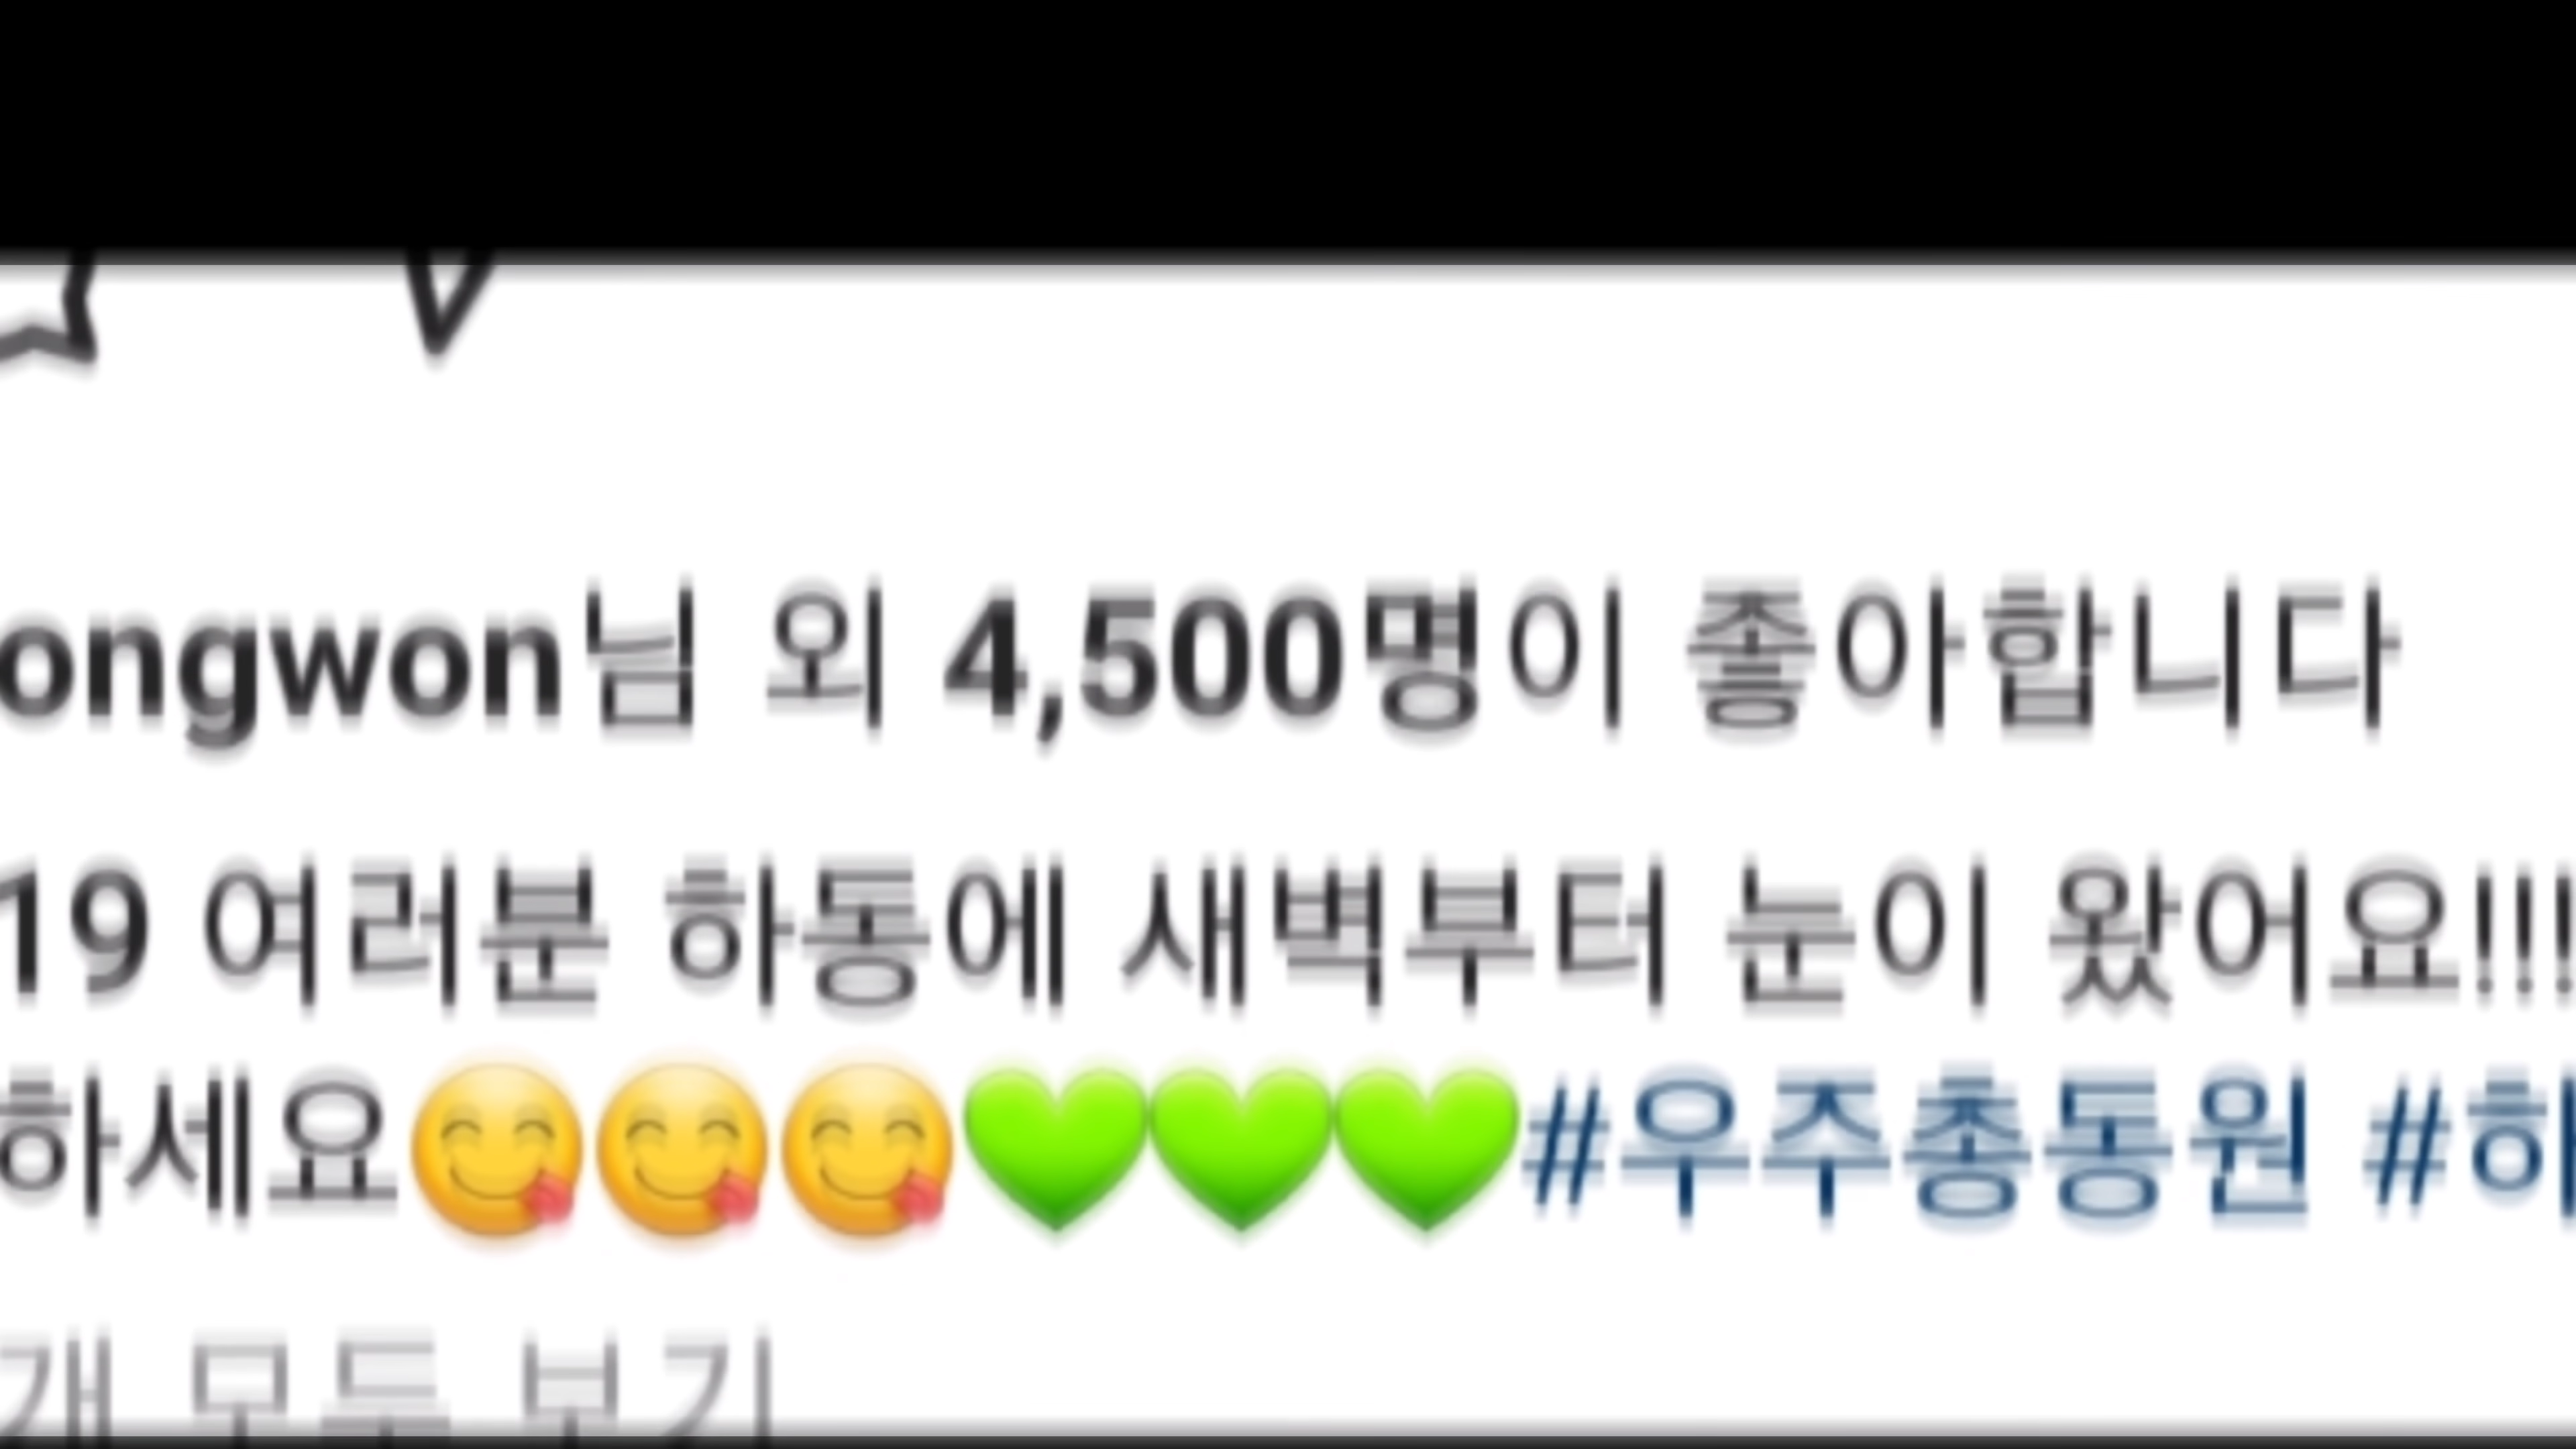 ongwon님 외 4,500명이 좋아합니다
19 여러분 하동에 새벽부터 눈이 왔어요!!!
하세요😋😋😋💚💚💚#우주총동원 #하
개 모두 보기